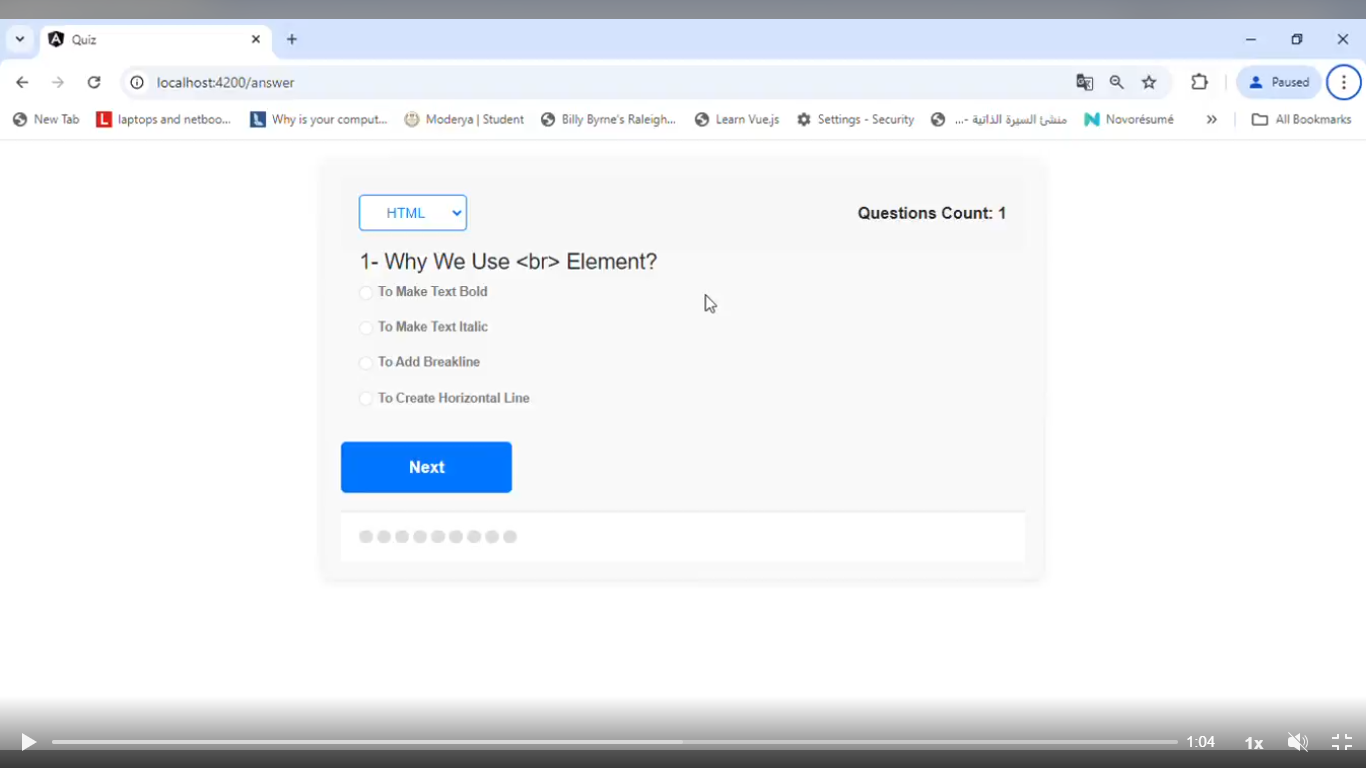 Quiz
localhost:4200/answer
Paused
New Tab
laptops and netboo...
Why is your comput...
Moderya | Student
Billy Byrne's Raleigh...
Learn Vue.js
Settings - Security
منشئ السيرة الذاتية -...
Novorésumé
All Bookmarks
HTML
Questions Count: 1
1- Why We Use <br> Element?
To Make Text Bold
To Make Text Italic
To Add Breakline
To Create Horizontal Line
Next
1:04
1x